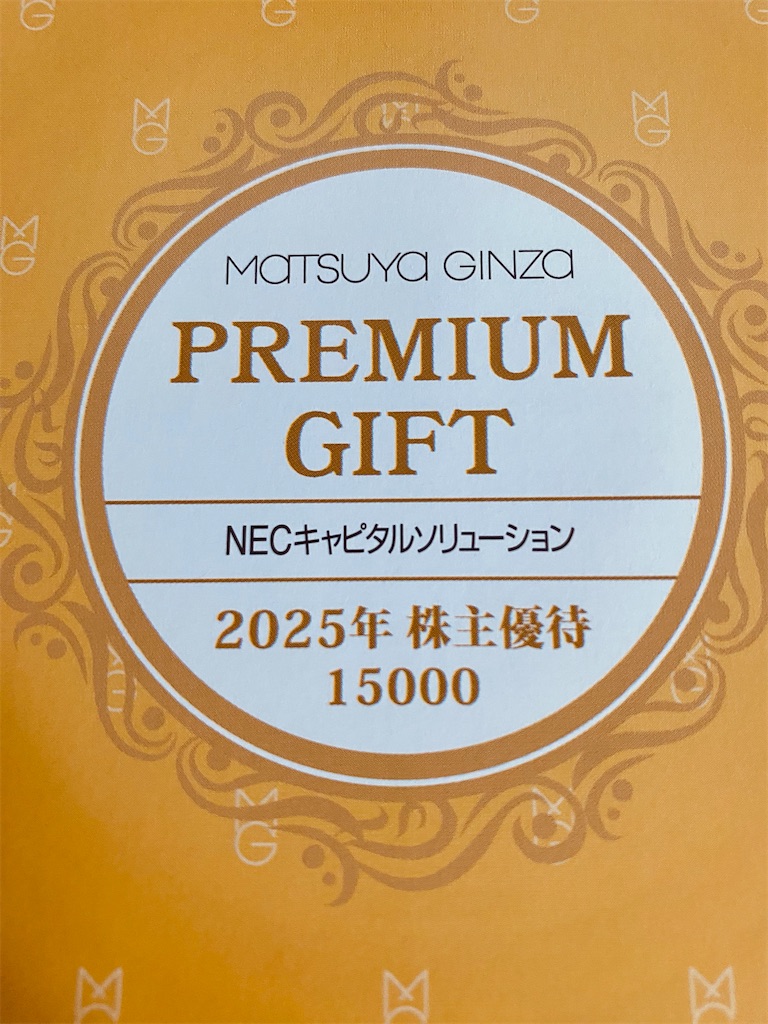 MATSUYA GINZA
PREMIUM
GIFT
NECキャピタルソリューション
2025年 株主優待
15000